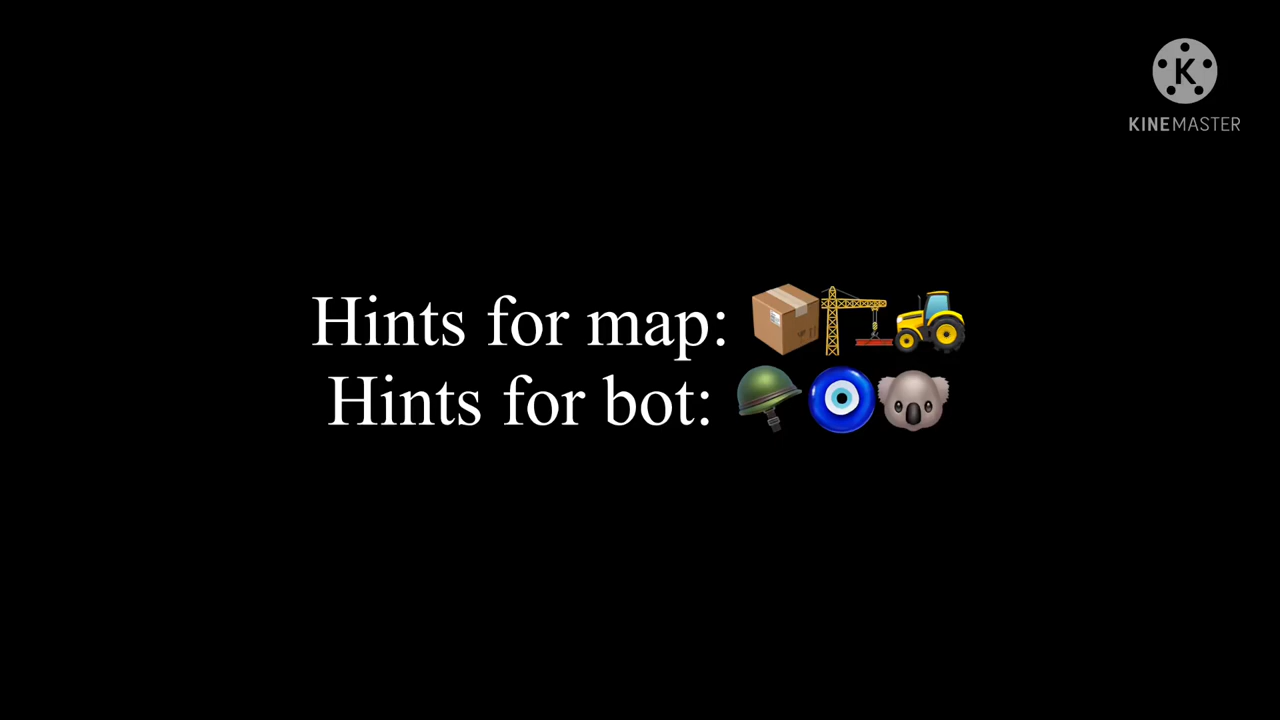 K
KINEMASTER
Hints for map: 📦🏗🚜
Hints for bot: 🪖🧿🐨